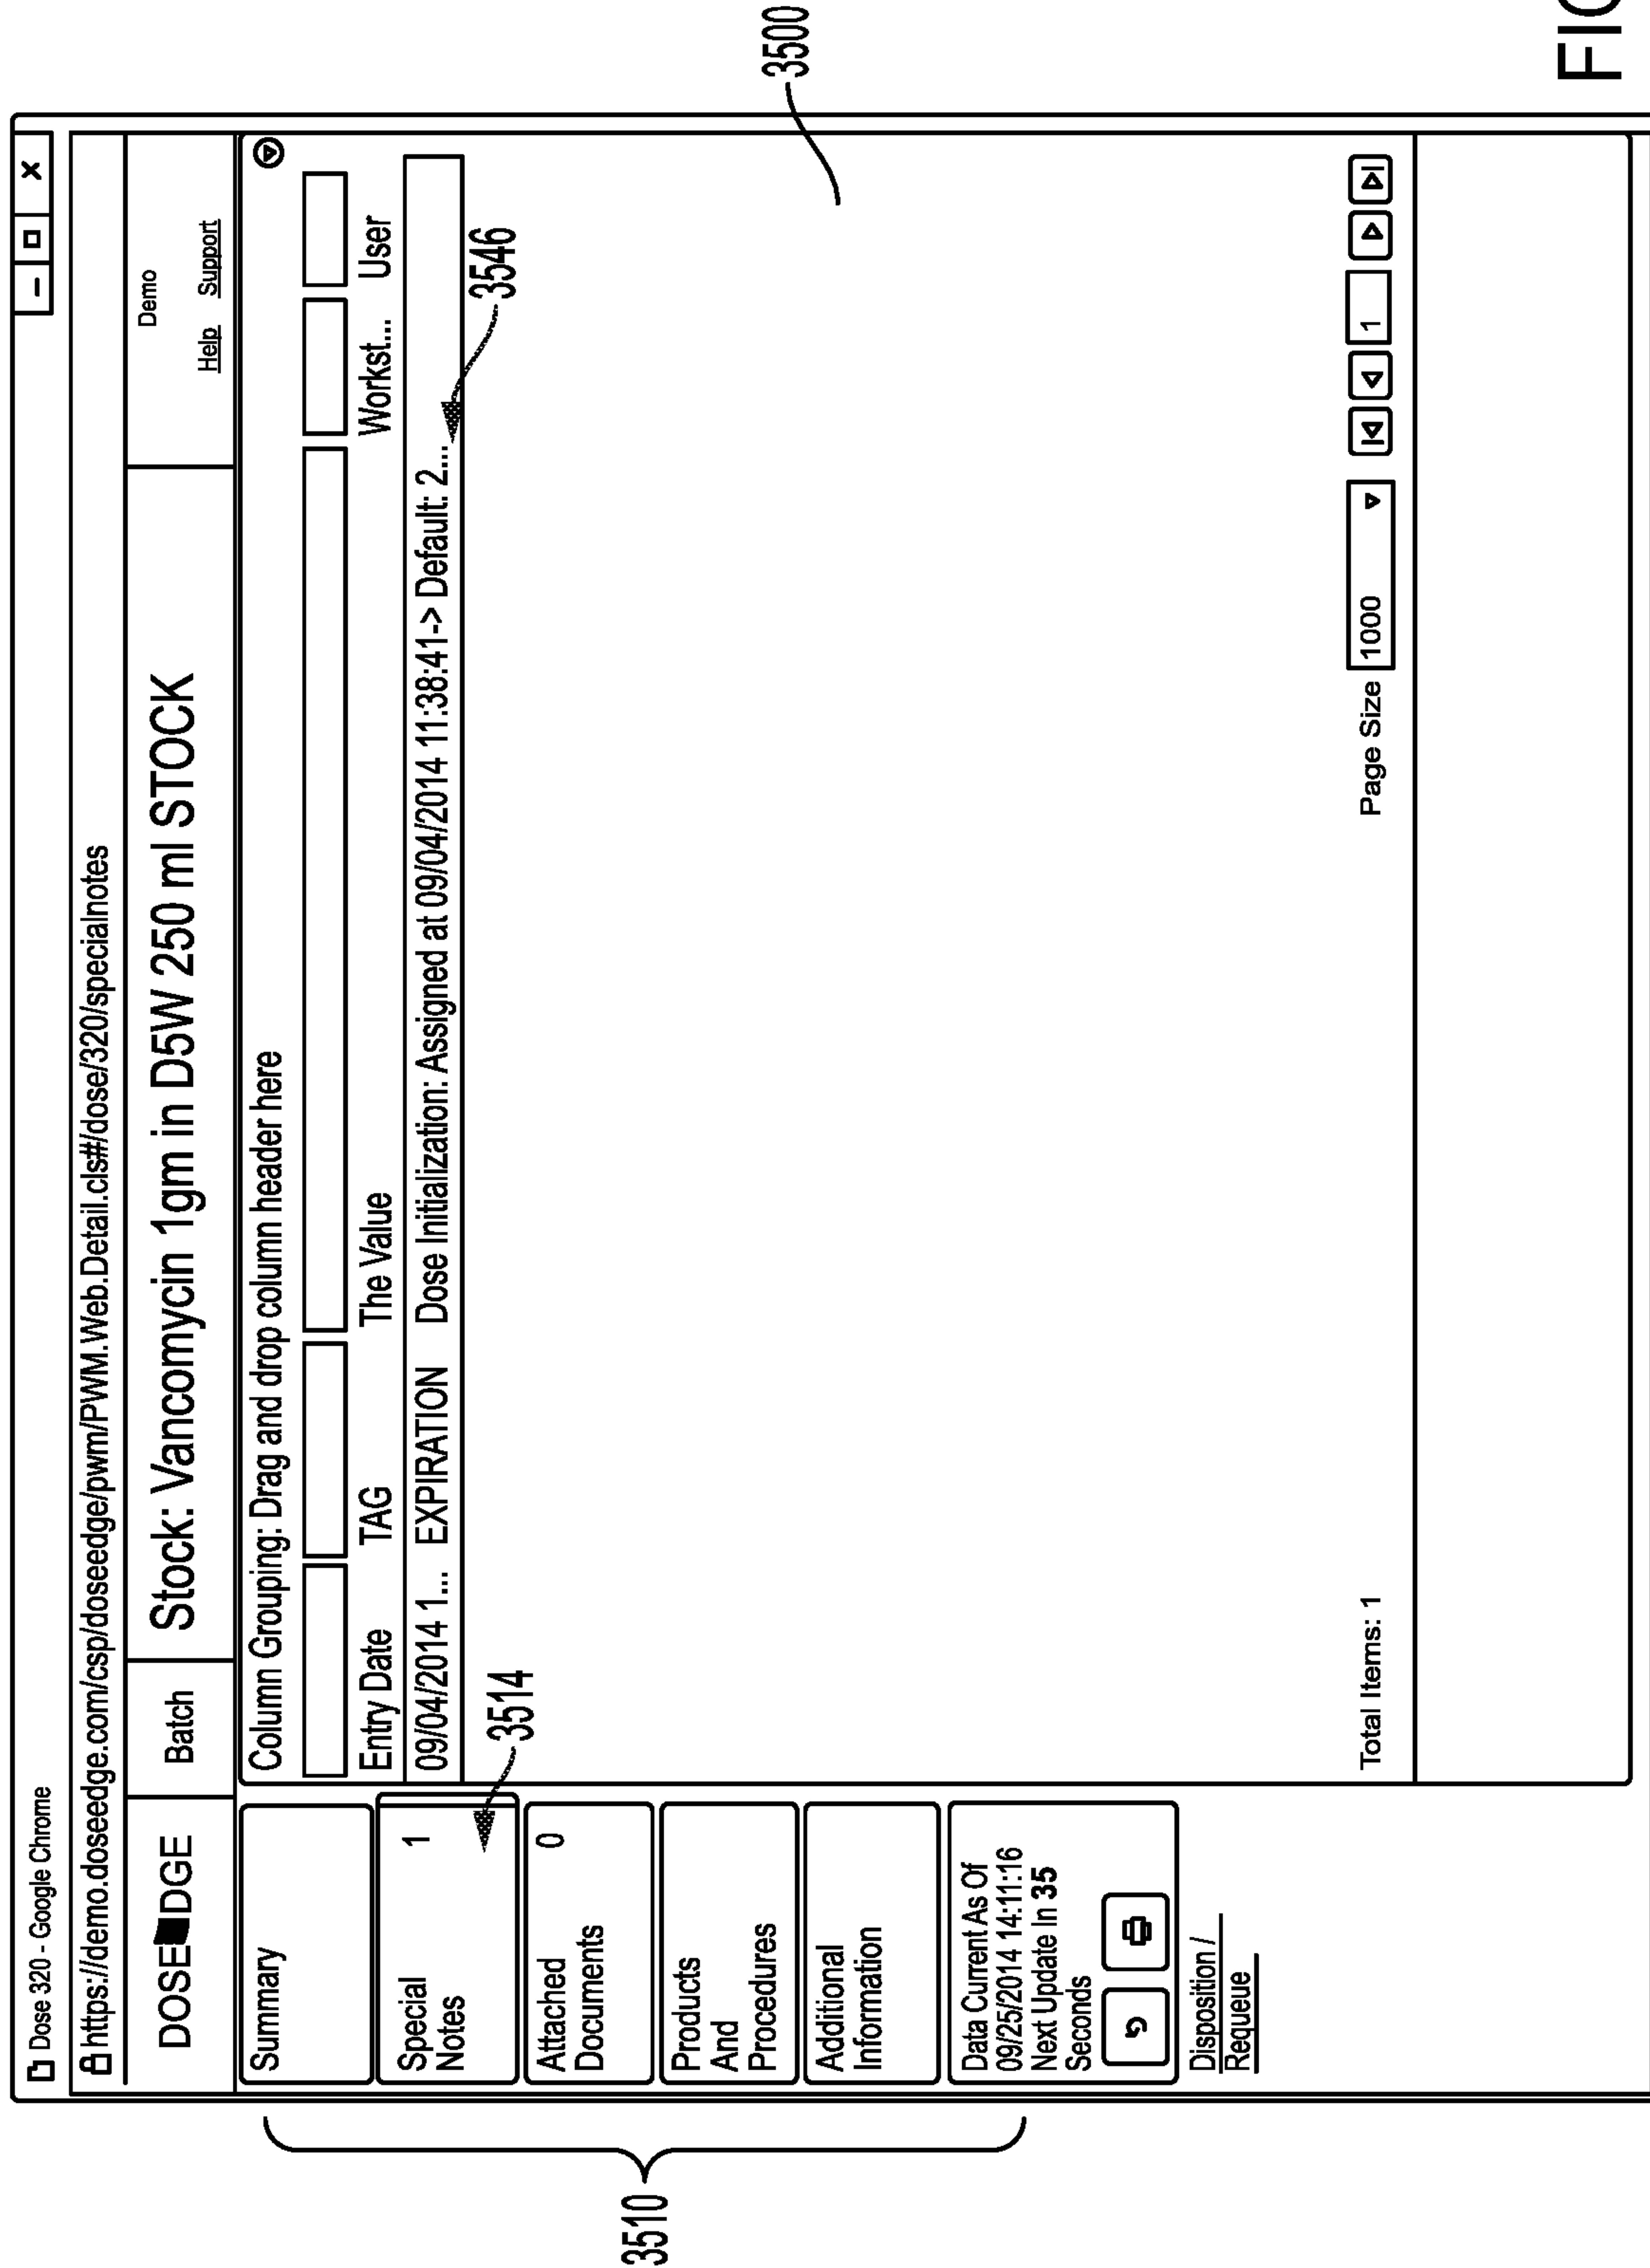 Dose 320 - Google Chrome
https://demo.doseedge.com/csp/doseedge/pwm/PWM.Web.Detail.cls#/dose/320/specialnotes
DOSEEDGE
Batch
Stock: Vancomycin 1gm in D5W 250 ml STOCK
Demo
Help Support
Summary
Special
Notes
1
3514
Attached
Documents
0
Products
And
Procedures
Additional
Information
Data Current As Of
09/25/2014 14:11:16
Next Update In 35
Seconds
Disposition /
Requeue
3510
Column Grouping: Drag and drop column header here
Entry Date TAG The Value Workst... User
09/04/2014 1... EXPIRATION Dose Initialization: Assigned at 09/04/2014 11:38:41-> Default: 2...
3546
3500
Total Items: 1
Page Size 1000
1